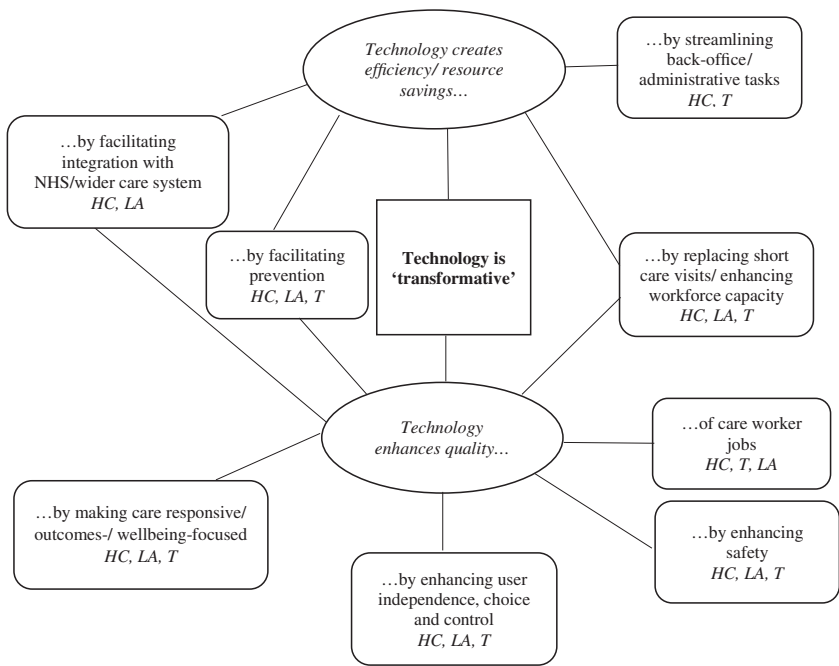 Technology creates
efficiency/ resource
savings…
…by streamlining
back-office/
administrative tasks
HC, T
…by facilitating
integration with
NHS/wider care system
HC, LA
…by facilitating
prevention
HC, LA, T
Technology is
‘transformative’
…by replacing short
care visits/ enhancing
workforce capacity
HC, LA, T
Technology
enhances quality…
…of care worker
jobs
HC, T, LA
…by making care responsive/
outcomes-/ wellbeing-focused
HC, LA, T
…by enhancing user
independence, choice
and control
HC, LA, T
…by enhancing
safety
HC, LA, T